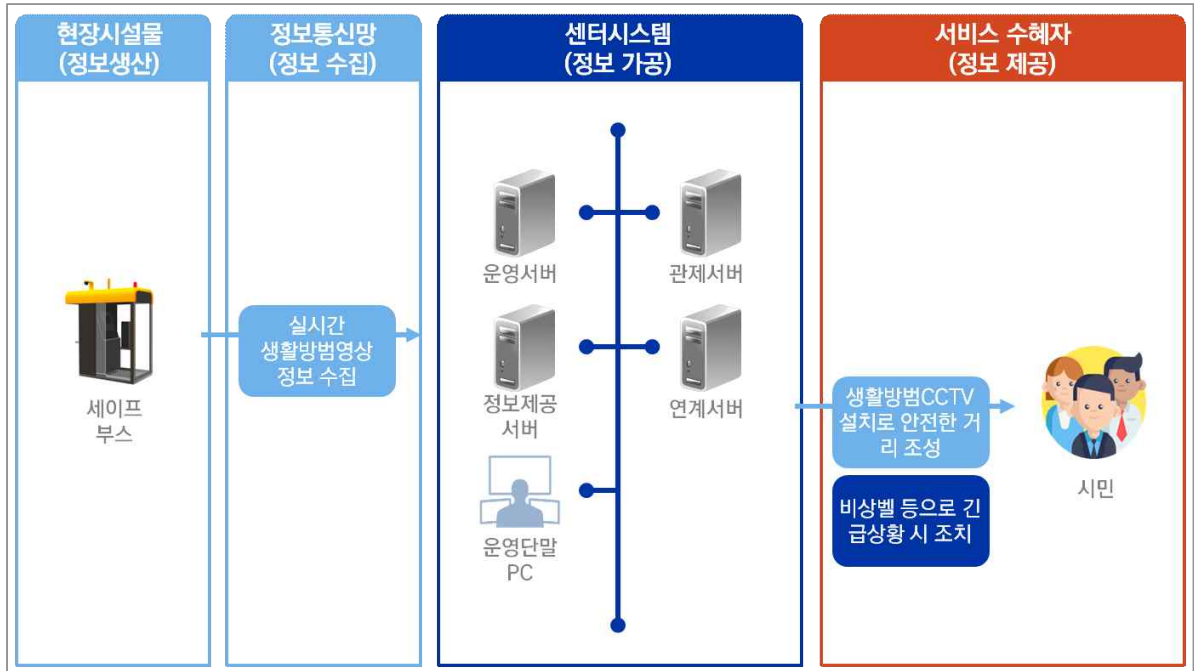 현장시설물
(정보생산)
정보통신망
(정보 수집)
센터시스템
(정보 가공)
서비스 수혜자
(정보 제공)
세이프
부스
실시간
생활방범영상
정보 수집
운영서버
관제서버
정보제공
서버
연계서버
운영단말
PC
생활방범CCTV
설치로 안전한 거
리 조성
비상벨 등으로 긴
급상황 시 조치
시민